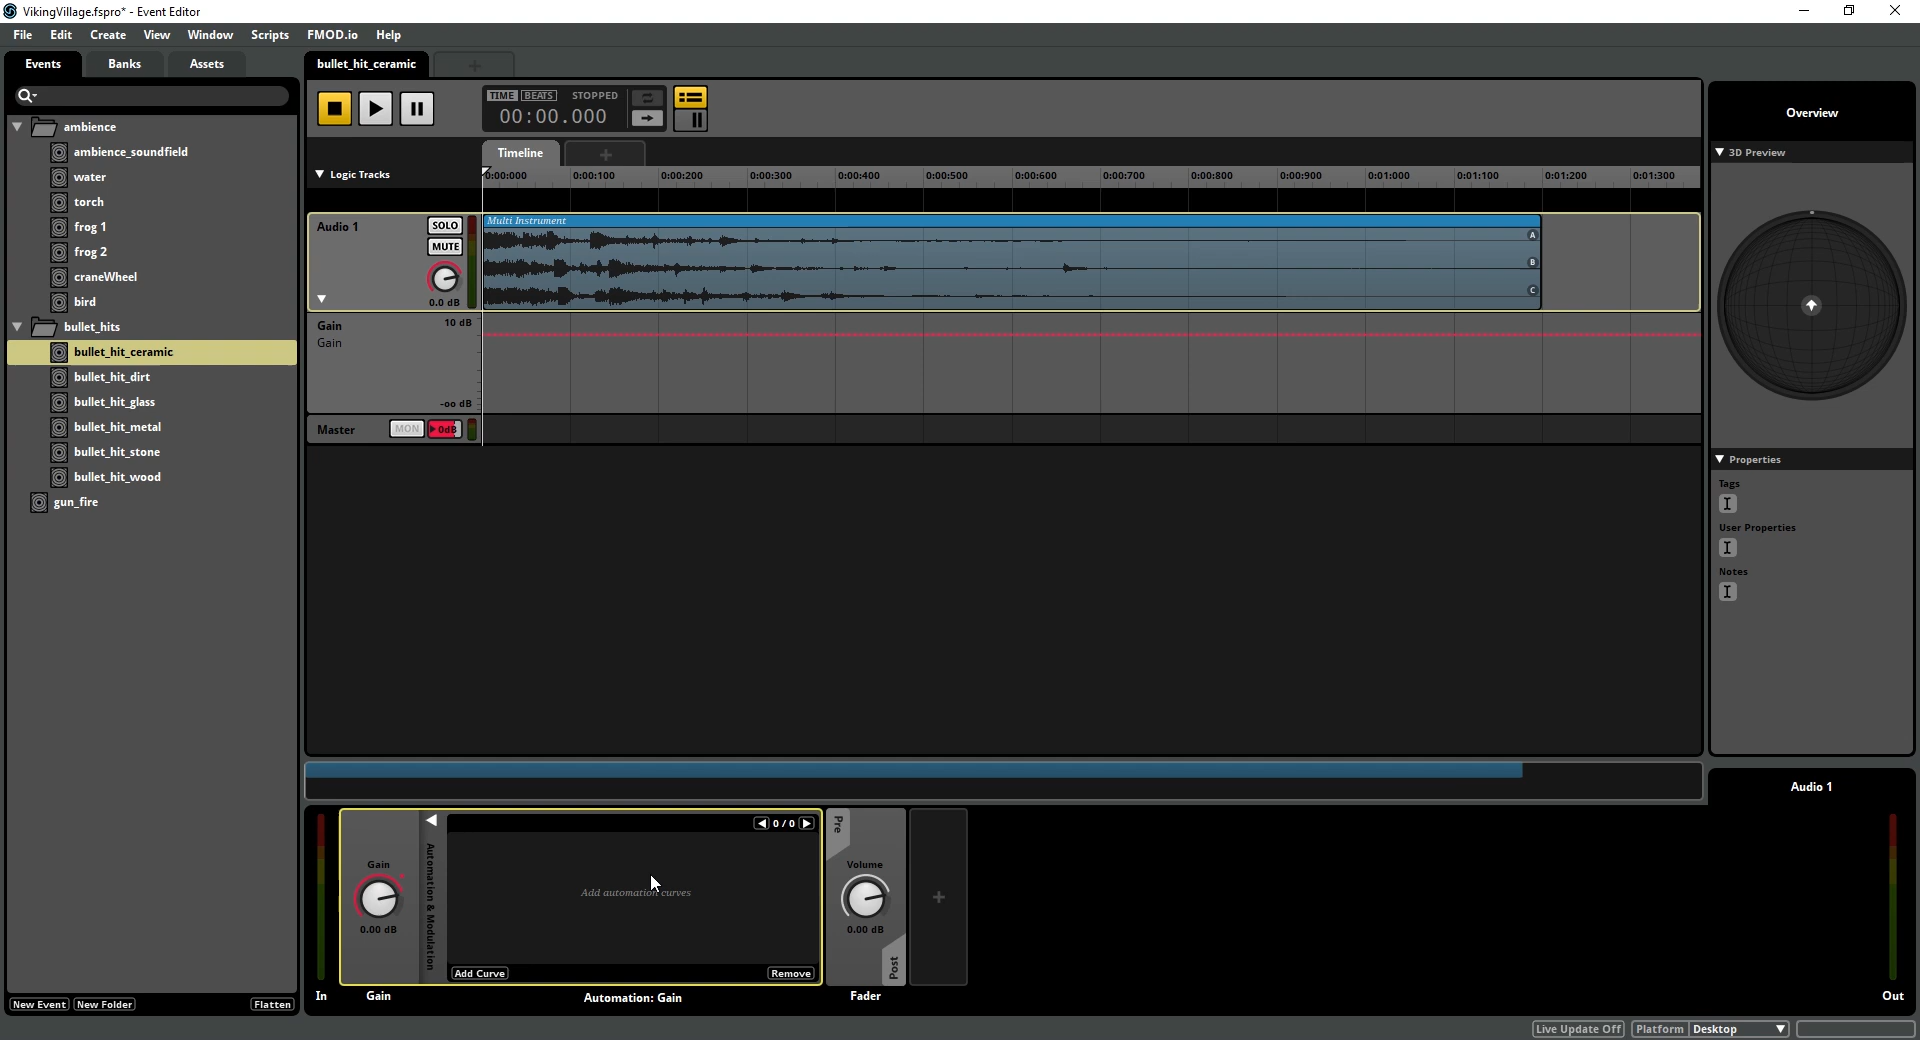 VikingVillage.fspro* - Event Editor
File Edit Create View Window Scripts FMOD.io Help
Events Banks Assets
bullet_hit_ceramic
+
TIME BEATS STOPPED
00:00.000
Overview
3D Preview
ambience
ambience_soundfield
water
torch
frog 1
frog 2
craneWheel
bird
bullet_hits
bullet_hit_ceramic
bullet_hit_dirt
bullet_hit_glass
bullet_hit_metal
bullet_hit_stone
bullet_hit_wood
gun_fire
Timeline
+
Logic Tracks
0:00:000 0:00:100 0:00:200 0:00:300 0:00:400 0:00:500 0:00:600 0:00:700 0:00:800 0:00:900 0:01:000 0:01:100 0:01:200 0:01:300
Audio 1
SOLO
MUTE
0.0 dB
Multi Instrument
A
B
C
Gain
Gain
10 dB
-oo dB
Master
MON
0dB
Properties
Tags
User Properties
Notes
Audio 1
Gain
0.00 dB
Automation & Modulation
0 / 0
Add automation curves
Add Curve
Remove
Pre
Volume
0.00 dB
Post
+
In
Gain
Automation: Gain
Fader
Out
New Event New Folder Flatten
Live Update Off Platform Desktop